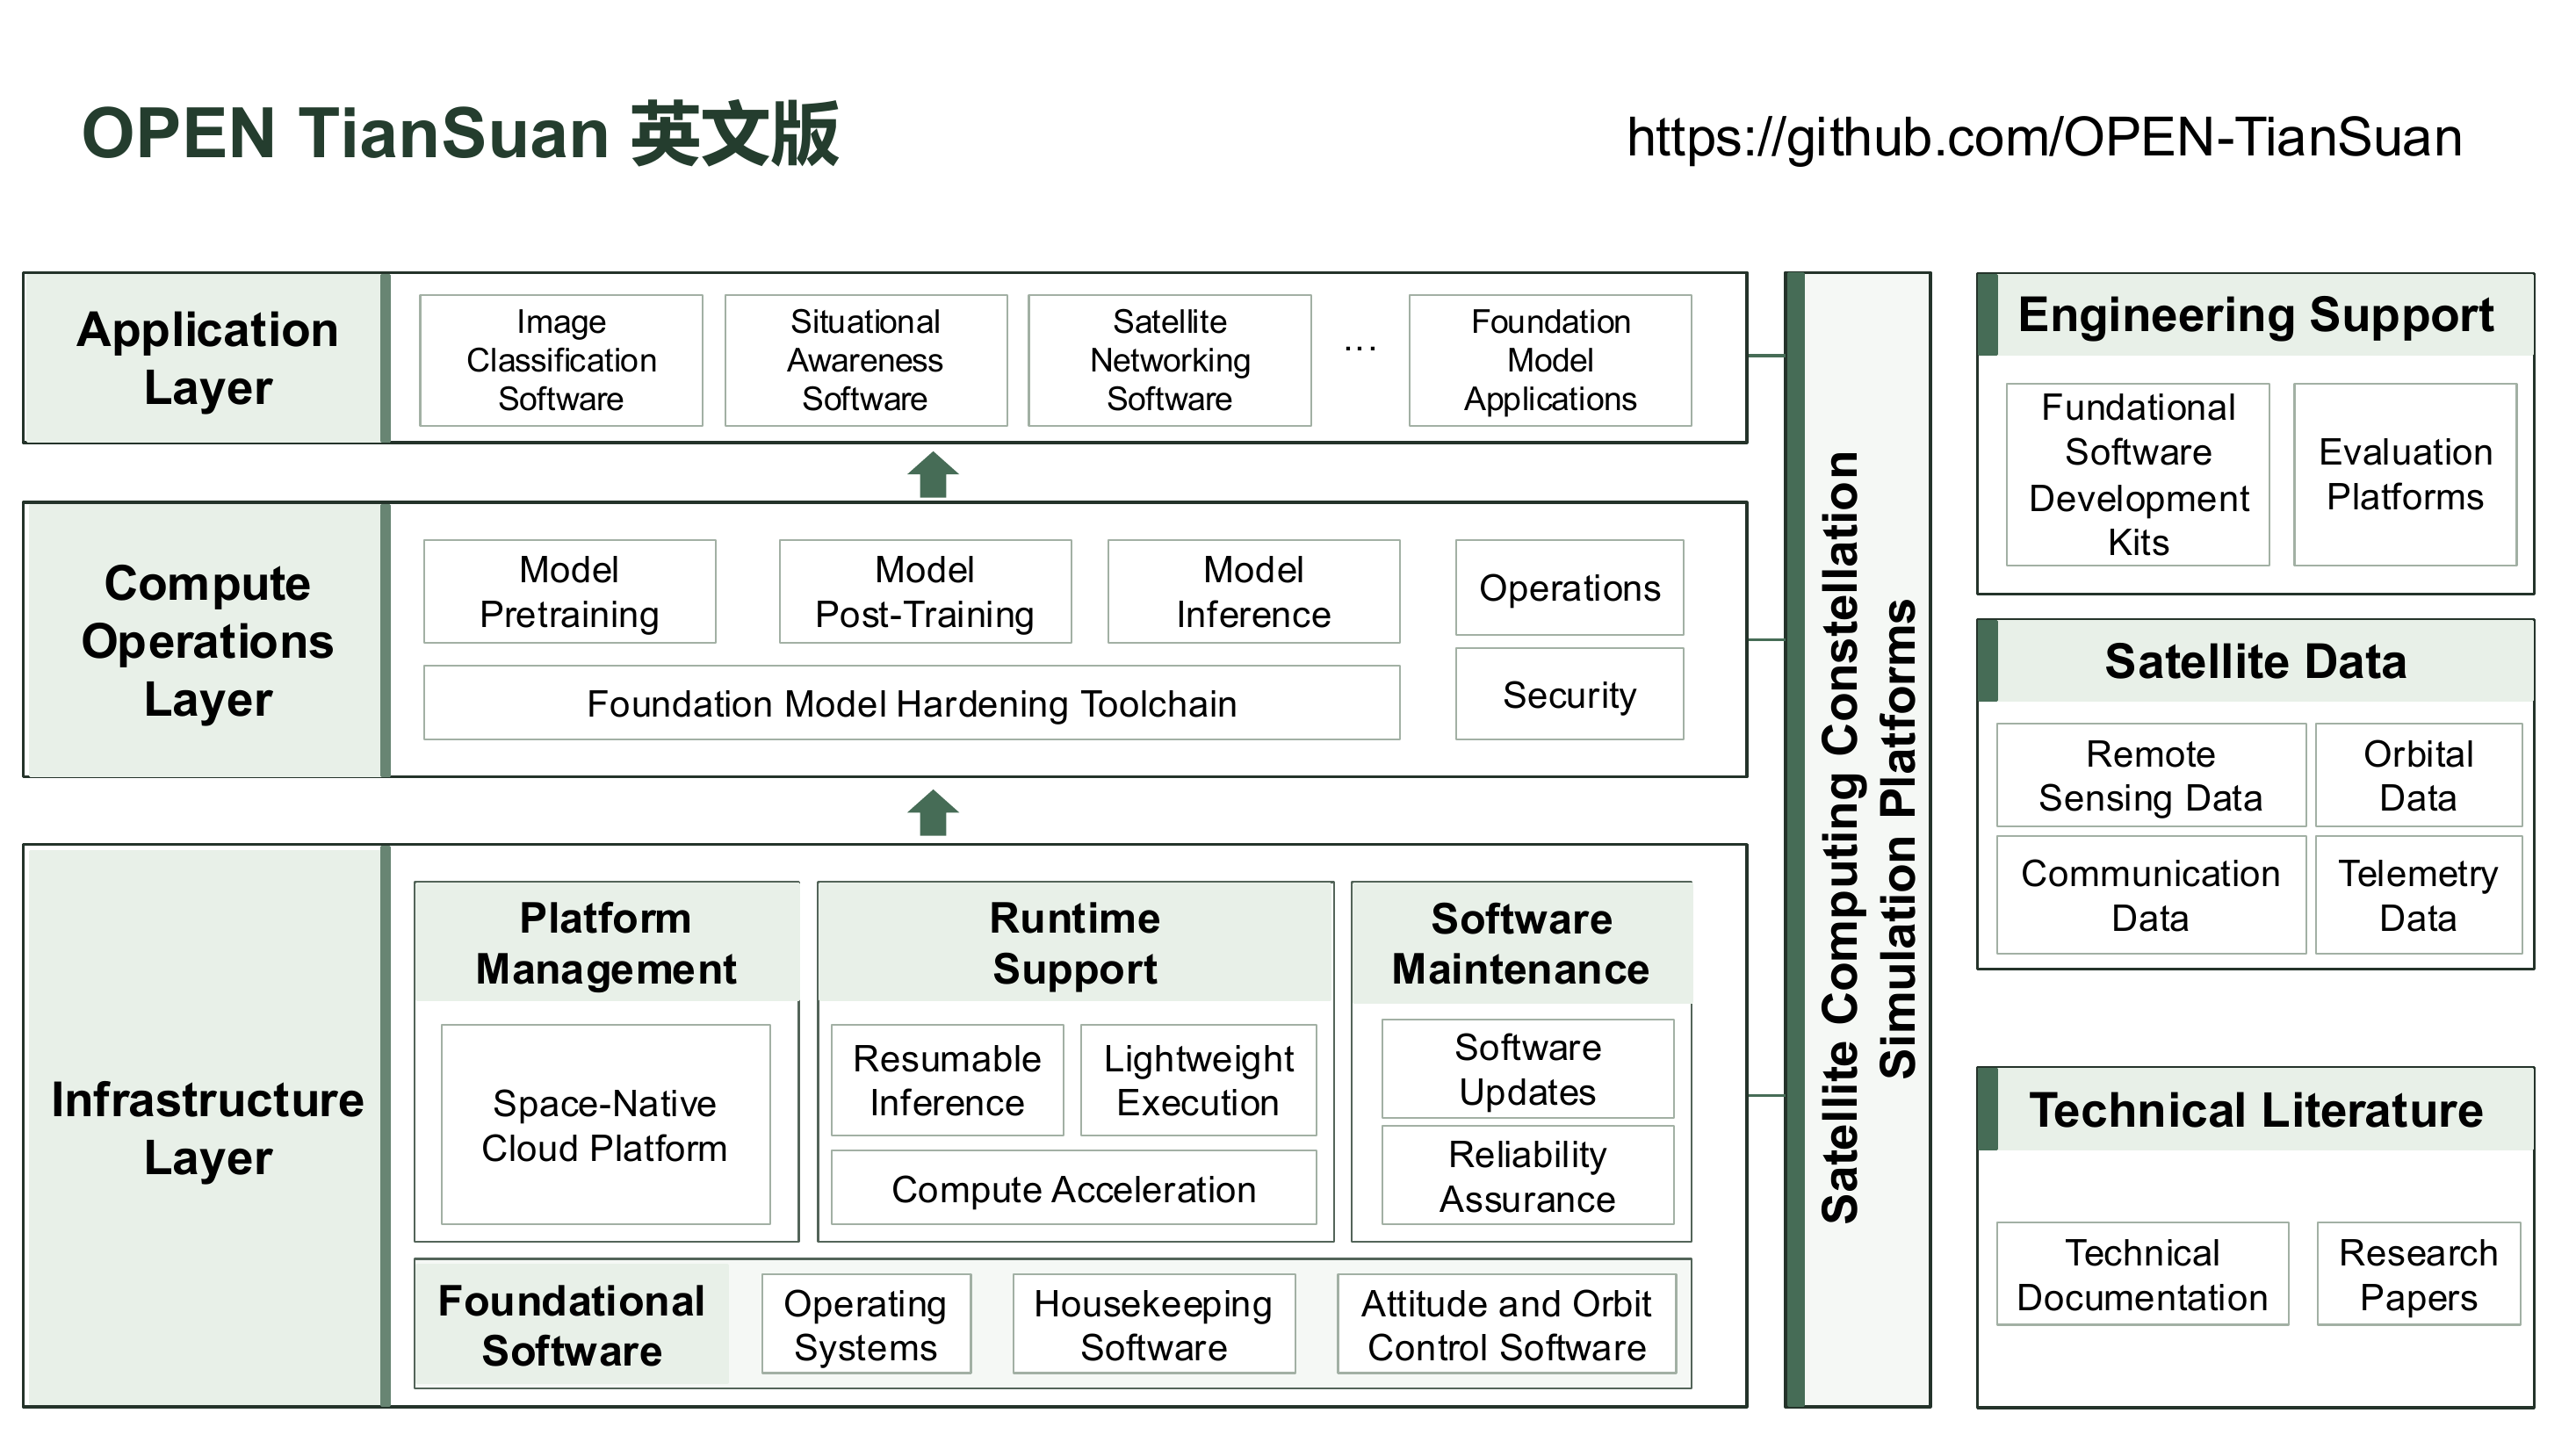 OPEN TianSuan 英文版
https://github.com/OPEN-TianSuan
Application
Layer
Image
Classification
Software
Situational
Awareness
Software
Satellite
Networking
Software
...
Foundation
Model
Applications
Compute
Operations
Layer
Model
Pretraining
Model
Post-Training
Model
Inference
Operations
Security
Foundation Model Hardening Toolchain
Infrastructure
Layer
Platform
Management
Space-Native
Cloud Platform
Runtime
Support
Resumable
Inference
Lightweight
Execution
Compute Acceleration
Software
Maintenance
Software
Updates
Reliability
Assurance
Foundational
Software
Operating
Systems
Housekeeping
Software
Attitude and Orbit
Control Software
Satellite Computing Constellation
Simulation Platforms
Engineering Support
Fundational
Software
Development
Kits
Evaluation
Platforms
Satellite Data
Remote
Sensing Data
Orbital
Data
Communication
Data
Telemetry
Data
Technical Literature
Technical
Documentation
Research
Papers